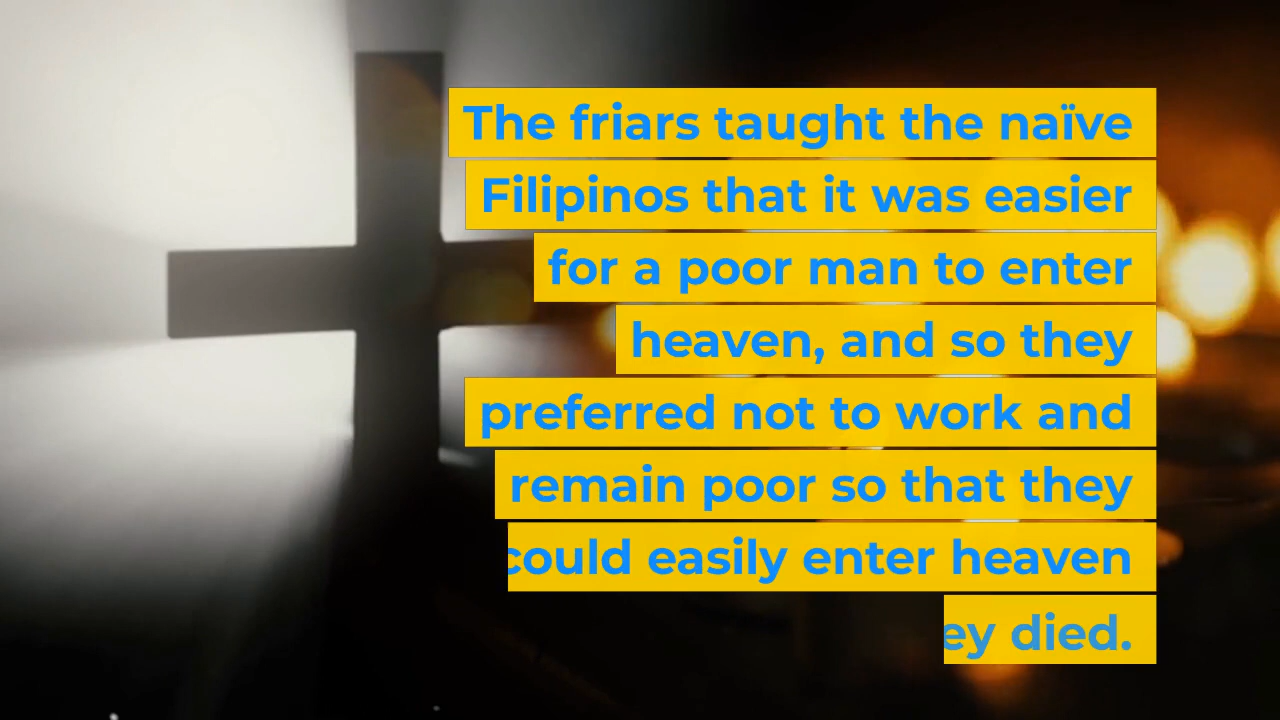 The friars taught the naïve
Filipinos that it was easier
for a poor man to enter
heaven, and so they
preferred not to work and
remain poor so that they
could easily enter heaven
died.